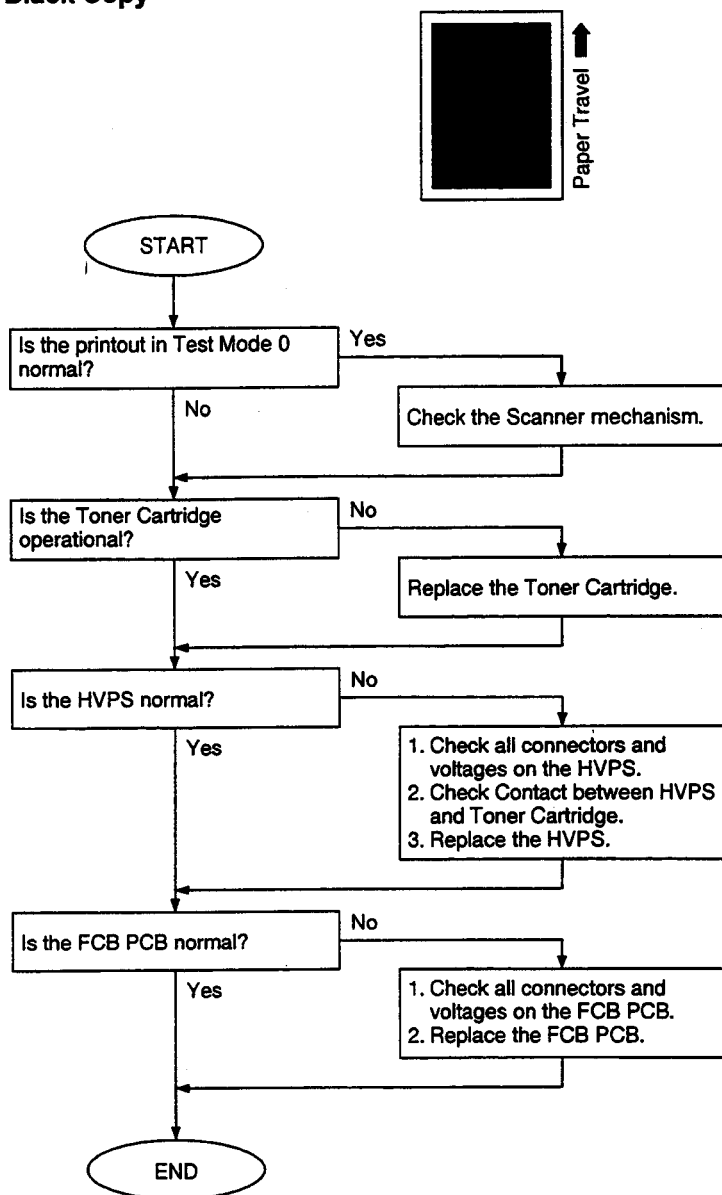 Black Copy
Paper Travel
START
Is the printout in Test Mode 0
normal?
Yes
No
Check the Scanner mechanism.
Is the Toner Cartridge
operational?
No
Yes
Replace the Toner Cartridge.
Is the HVPS normal?
No
Yes
1. Check all connectors and
voltages on the HVPS.
2. Check Contact between HVPS
and Toner Cartridge.
3. Replace the HVPS.
Is the FCB PCB normal?
No
Yes
1. Check all connectors and
voltages on the FCB PCB.
2. Replace the FCB PCB.
END